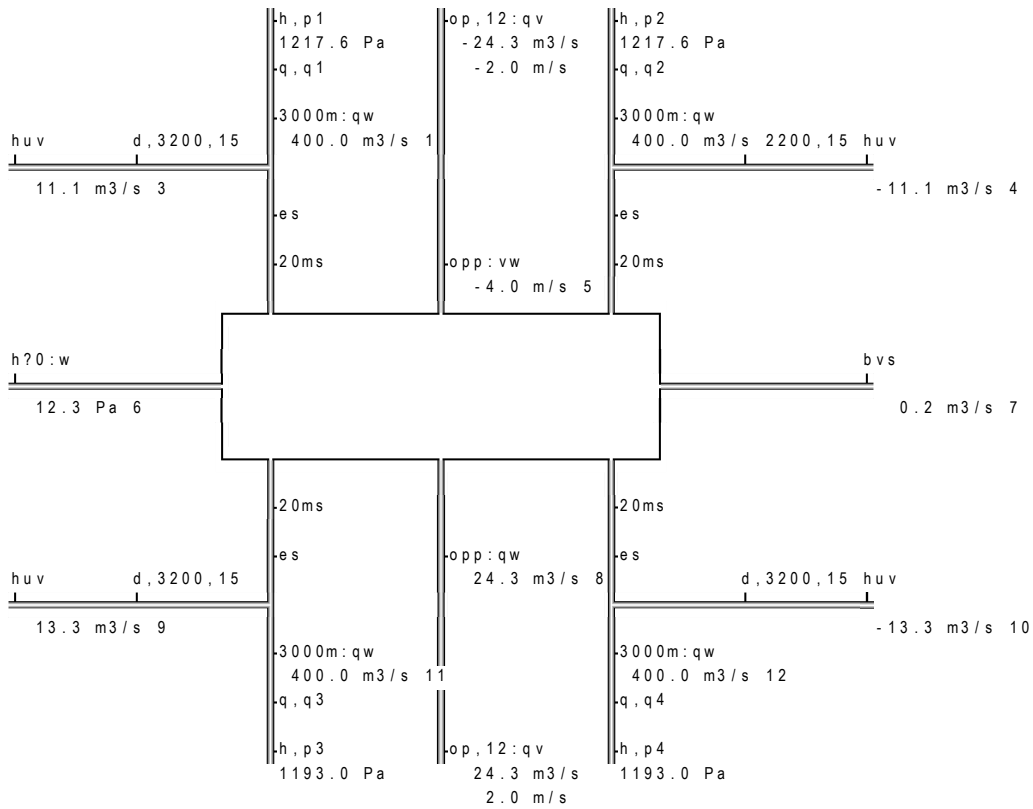 h,p1
1217.6 Pa
q,q1
3000m:qw
400.0 m3/s 1
op,12:qv
-24.3 m3/s
-2.0 m/s
h,p2
1217.6 Pa
q,q2
3000m:qw
400.0 m3/s
huv d,3200,15
11.1 m3/s 3
2200,15 huv
-11.1 m3/s 4
es
20ms
opp:vw
-4.0 m/s 5
es
20ms
h?0:w
12.3 Pa 6
bvs
0.2 m3/s 7
20ms
es
opp:qw
24.3 m3/s 8
20ms
es
huv d,3200,15
13.3 m3/s 9
d,3200,15 huv
-13.3 m3/s 10
3000m:qw
400.0 m3/s 11
q,q3
h,p3
1193.0 Pa
op,12:qv
24.3 m3/s
2.0 m/s
3000m:qw
400.0 m3/s 12
q,q4
h,p4
1193.0 Pa